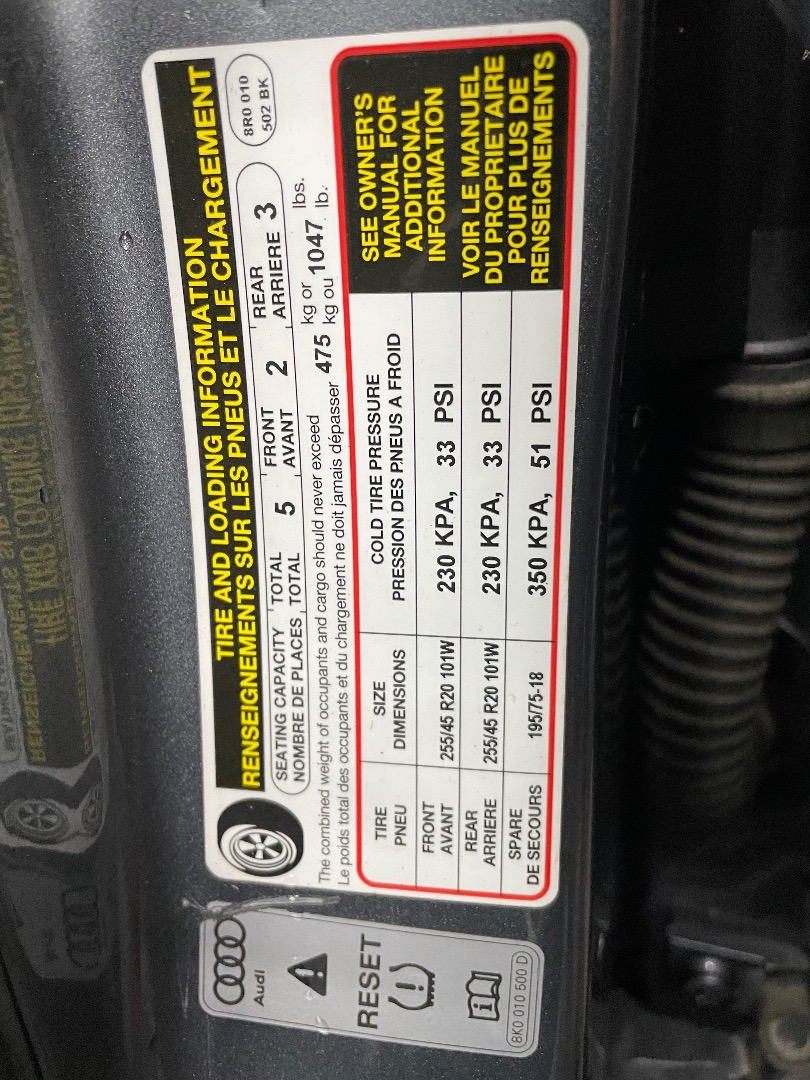 TIRE AND LOADING INFORMATION
RENSEIGNEMENTS SUR LES PNEUS ET LE CHARGEMENT
8R0 010
502 BK
SEATING CAPACITY TOTAL 5 FRONT 2 REAR 3
NOMBRE DE PLACES TOTAL AVANT ARRIERE
The combined weight of occupants and cargo should never exceed 475 kg or 1047 lbs.
Le poids total des occupants et du chargement ne doit jamais dépasser kg ou lb.
TIRE SIZE COLD TIRE PRESSURE
PNEU DIMENSIONS PRESSION DES PNEUS A FROID
FRONT 255/45 R20 101W 230 KPA, 33 PSI
AVANT
REAR 255/45 R20 101W 230 KPA, 33 PSI
ARRIERE
SPARE 195/75-18 350 KPA, 51 PSI
DE SECOURS
SEE OWNER'S
MANUAL FOR
ADDITIONAL
INFORMATION
VOIR LE MANUEL
DU PROPRIETAIRE
POUR PLUS DE
RENSEIGNEMENTS
Audi
RESET
8K0 010 500 D